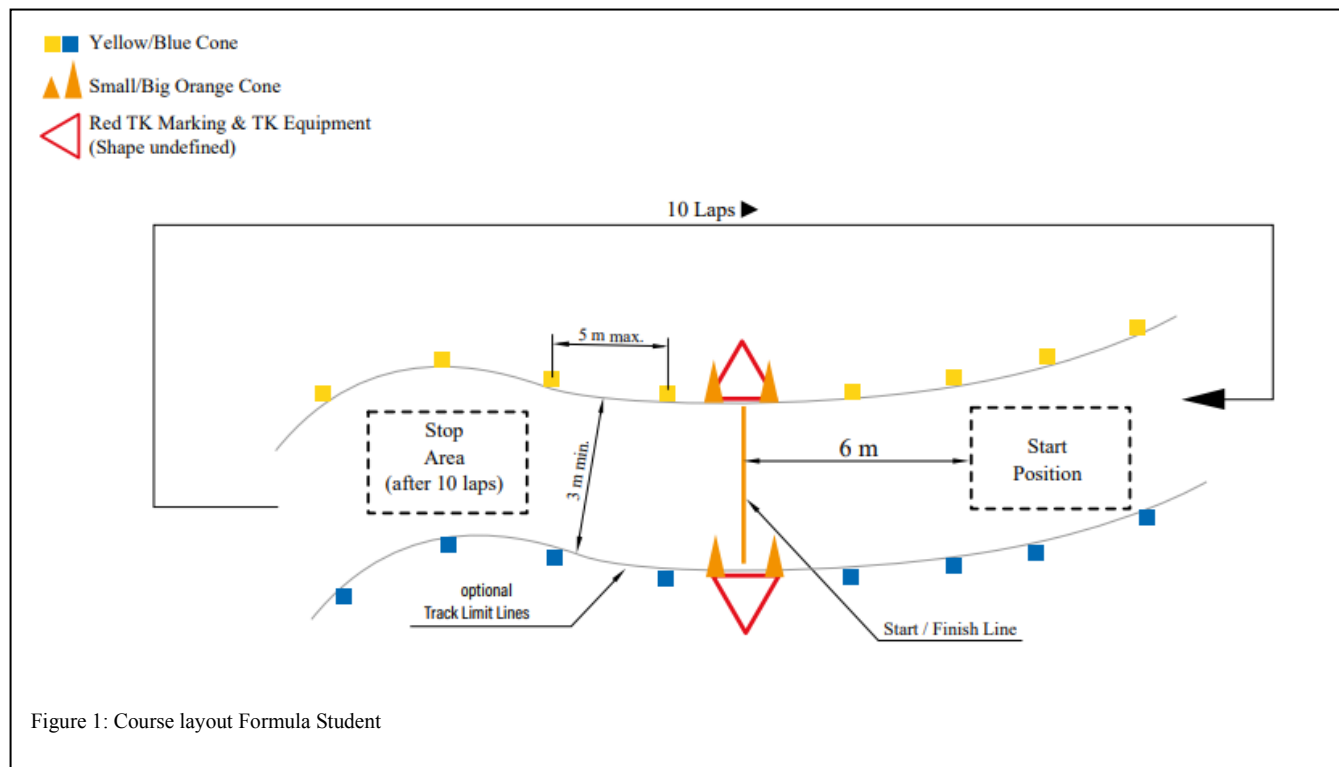 Yellow/Blue Cone
Small/Big Orange Cone
Red TK Marking & TK Equipment
(Shape undefined)
10 Laps ▶
5 m max.
3 m min.
Stop
Area
(after 10 laps)
6 m
Start
Position
optional
Track Limit Lines
Start / Finish Line
Figure 1: Course layout Formula Student